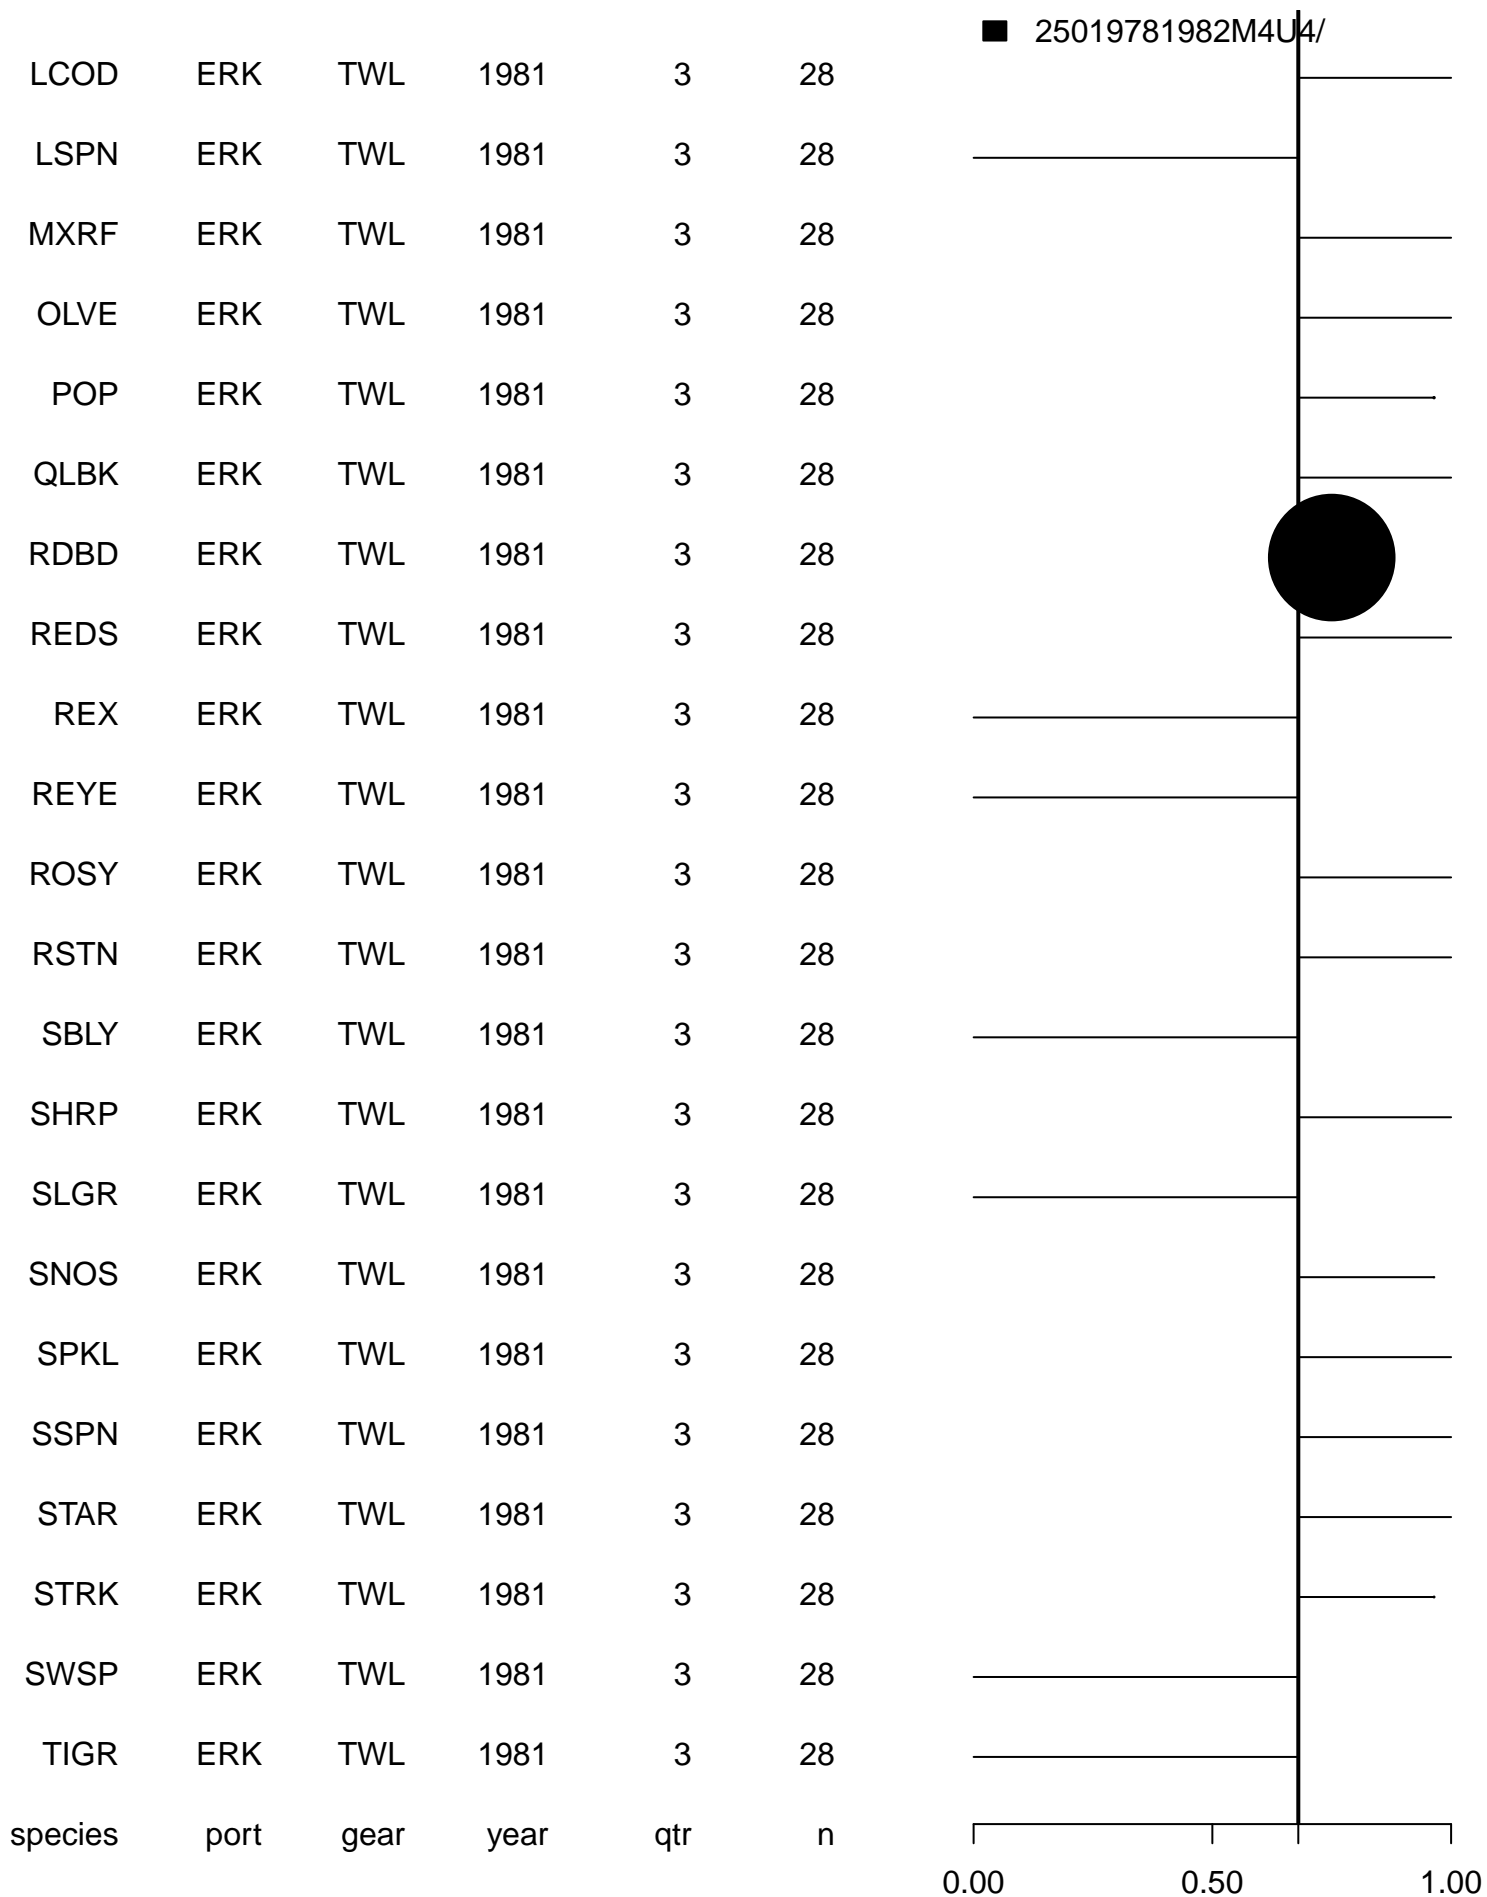 25019781982M4U4/
LCOD ERK TWL 1981 3 28
LSPN ERK TWL 1981 3 28
MXRF ERK TWL 1981 3 28
OLVE ERK TWL 1981 3 28
POP ERK TWL 1981 3 28
QLBK ERK TWL 1981 3 28
RDBD ERK TWL 1981 3 28
REDS ERK TWL 1981 3 28
REX ERK TWL 1981 3 28
REYE ERK TWL 1981 3 28
ROSY ERK TWL 1981 3 28
RSTN ERK TWL 1981 3 28
SBLY ERK TWL 1981 3 28
SHRP ERK TWL 1981 3 28
SLGR ERK TWL 1981 3 28
SNOS ERK TWL 1981 3 28
SPKL ERK TWL 1981 3 28
SSPN ERK TWL 1981 3 28
STAR ERK TWL 1981 3 28
STRK ERK TWL 1981 3 28
SWSP ERK TWL 1981 3 28
TIGR ERK TWL 1981 3 28
species port gear year qtr n
0.00 0.50 1.00